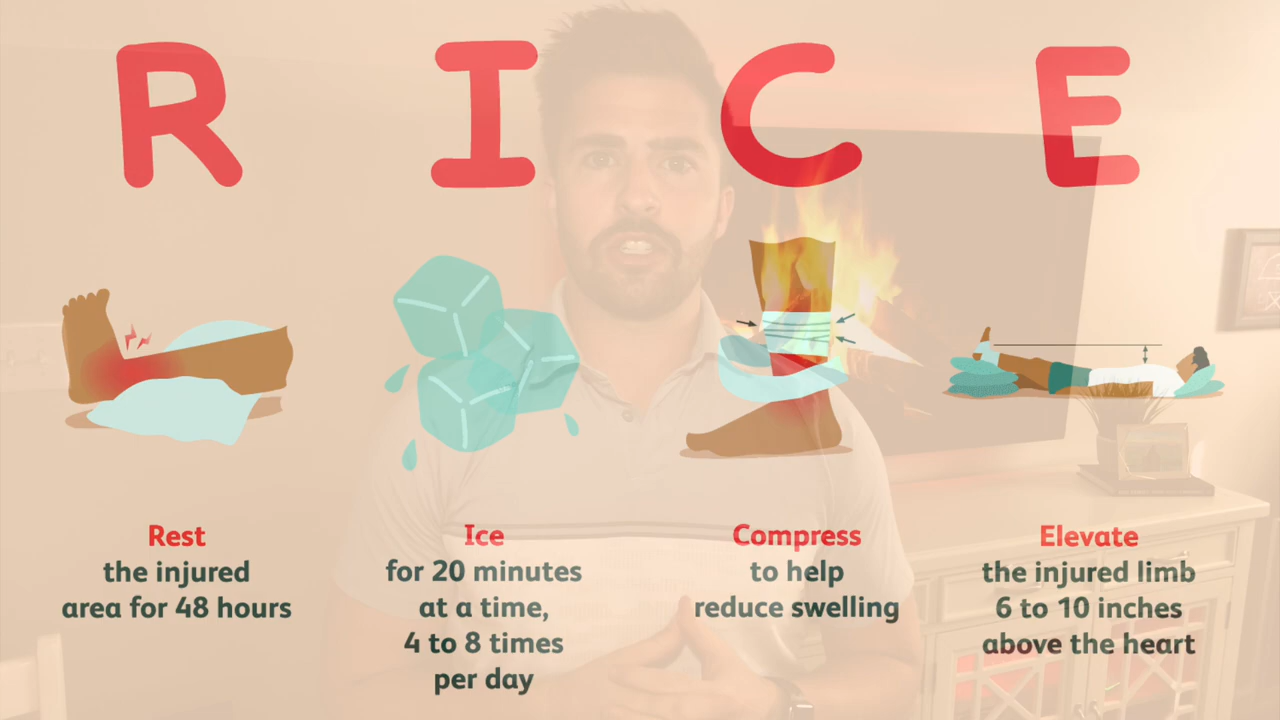 R I C E
Rest
the injured
area for 48 hours
Ice
for 20 minutes
at a time,
4 to 8 times
per day
Compress
to help
reduce swelling
Elevate
the injured limb
6 to 10 inches
above the heart